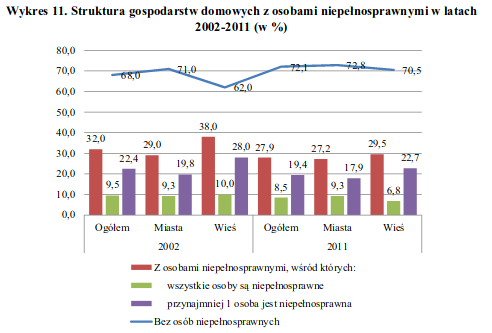 Wykres 11. Struktura gospodarstw domowych z osobami niepełnosprawnymi w latach
2002-2011 (w %)
80,0
70,0
60,0
50,0
40,0
30,0
20,0
10,0
0,0
68,0 71,0 62,0 72,1 72,8 70,5
32,0 29,0 38,0 27,9 27,2 29,5
9,5 9,3 10,0 8,5 9,3 6,8
22,4 19,8 28,0 19,4 17,9 22,7
Ogółem Miasta Wieś Ogółem Miasta Wieś
2002 2011
Z osobami niepełnosprawnymi, wśród których:
wszystkie osoby są niepełnosprawne
przynajmniej 1 osoba jest niepełnosprawna
Bez osób niepełnosprawnych